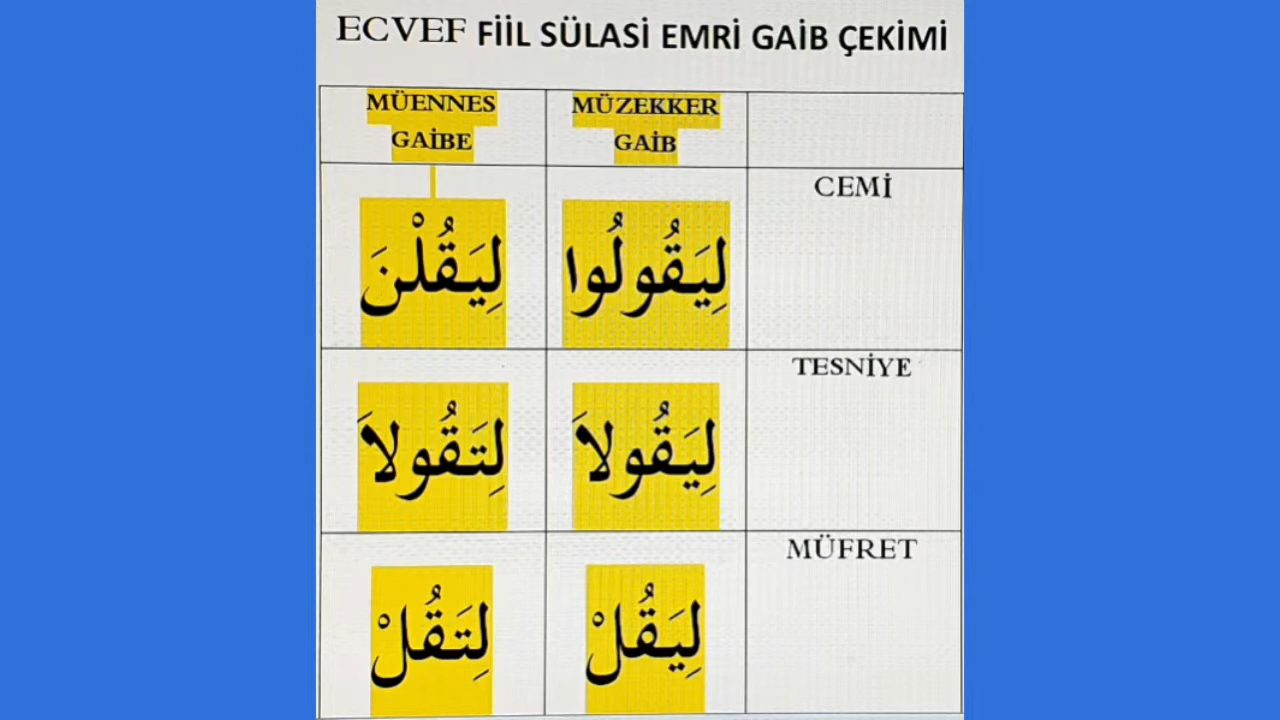 ECVEF FİİL SÜLASİ EMRİ GAİB ÇEKİMİ
MÜENNES GAİBE MÜZEKKER GAİB
لِيَقُلْنَ لِيَقُولُوا CEMİ
لِتَقُولاَ لِيَقُولاَ TESNİYE
لِتَقُلْ لِيَقُلْ MÜFRET